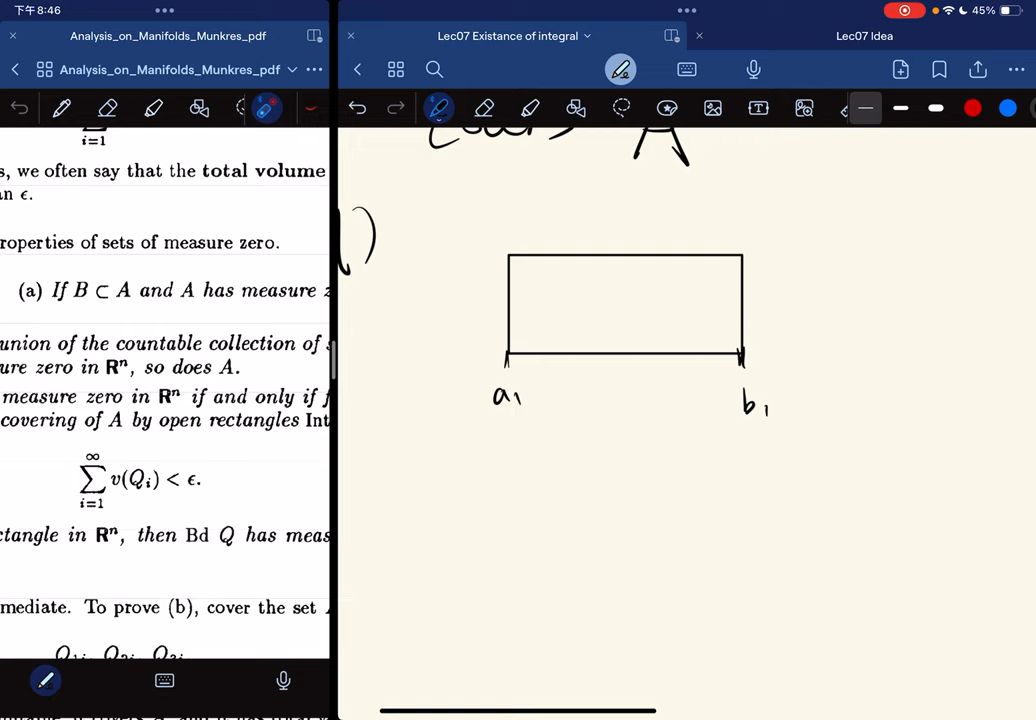 下午8:46
45%
Analysis_on_Manifolds_Munkres_pdf
Lec07 Existance of integral
Lec07 Idea
Analysis_on_Manifolds_Munkres_pdf
i=1
s, we often say that the total volume
an ϵ.
roperties of sets of measure zero.
(a) If B ⊂ A and A has measure z
union of the countable collection of s
ure zero in Rⁿ, so does A.
measure zero in Rⁿ if and only if f
covering of A by open rectangles Int
∞
∑ v(Qᵢ) < ϵ.
i=1
ctangle in Rⁿ, then Bd Q has meas
mediate. To prove (b), cover the set
A
d)
a₁
b₁